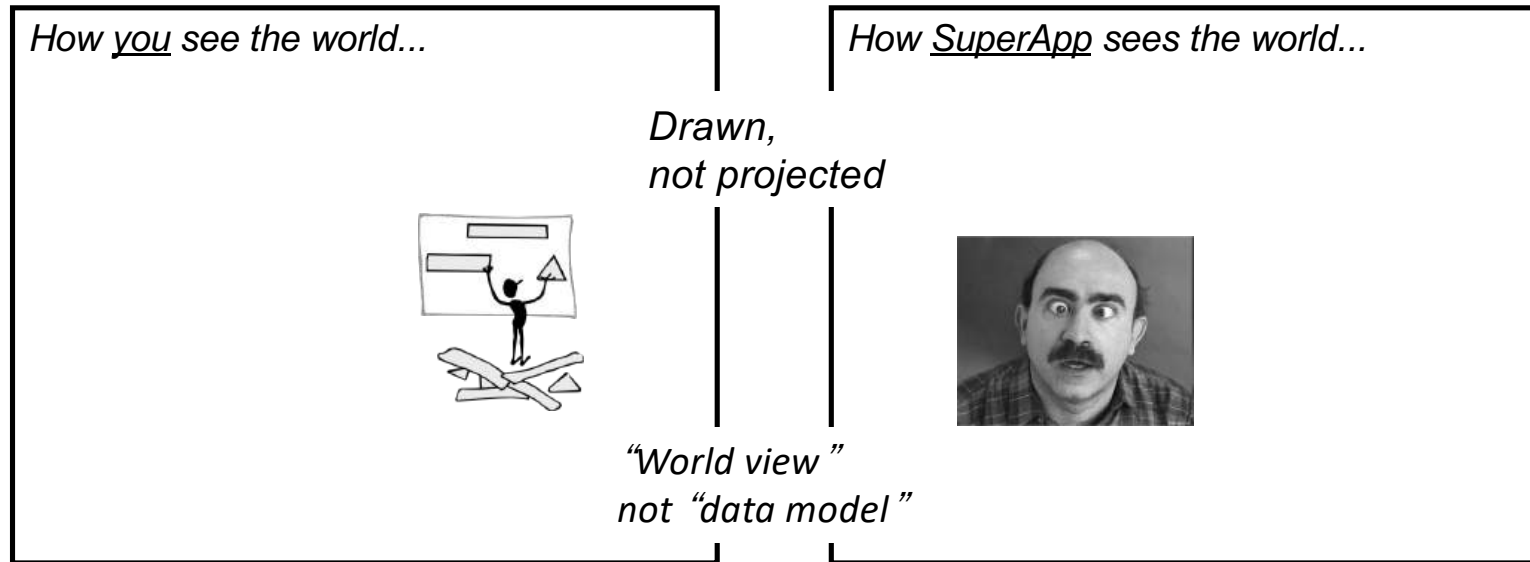 How you see the world...
How SuperApp sees the world...
Drawn,
not projected
“World view”
not “data model”